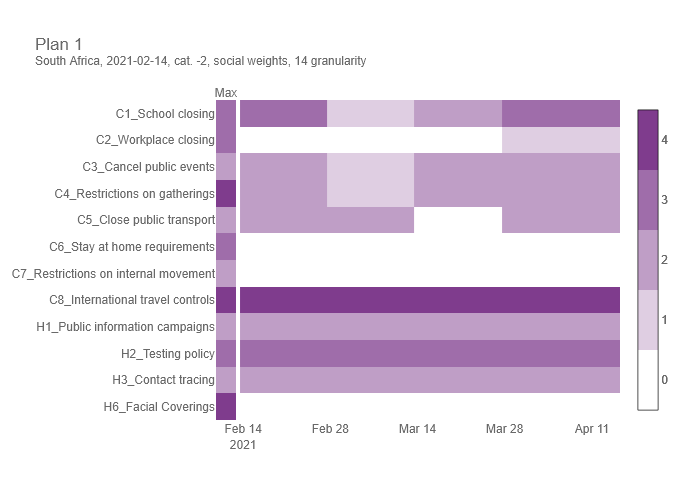 Plan 1
South Africa, 2021-02-14, cat. -2, social weights, 14 granularity
Max
C1_School closing
C2_Workplace closing
C3_Cancel public events
C4_Restrictions on gatherings
C5_Close public transport
C6_Stay at home requirements
C7_Restrictions on internal movement
C8_International travel controls
H1_Public information campaigns
H2_Testing policy
H3_Contact tracing
H6_Facial Coverings
Feb 14 Feb 28 Mar 14 Mar 28 Apr 11
2021
4
3
2
1
0